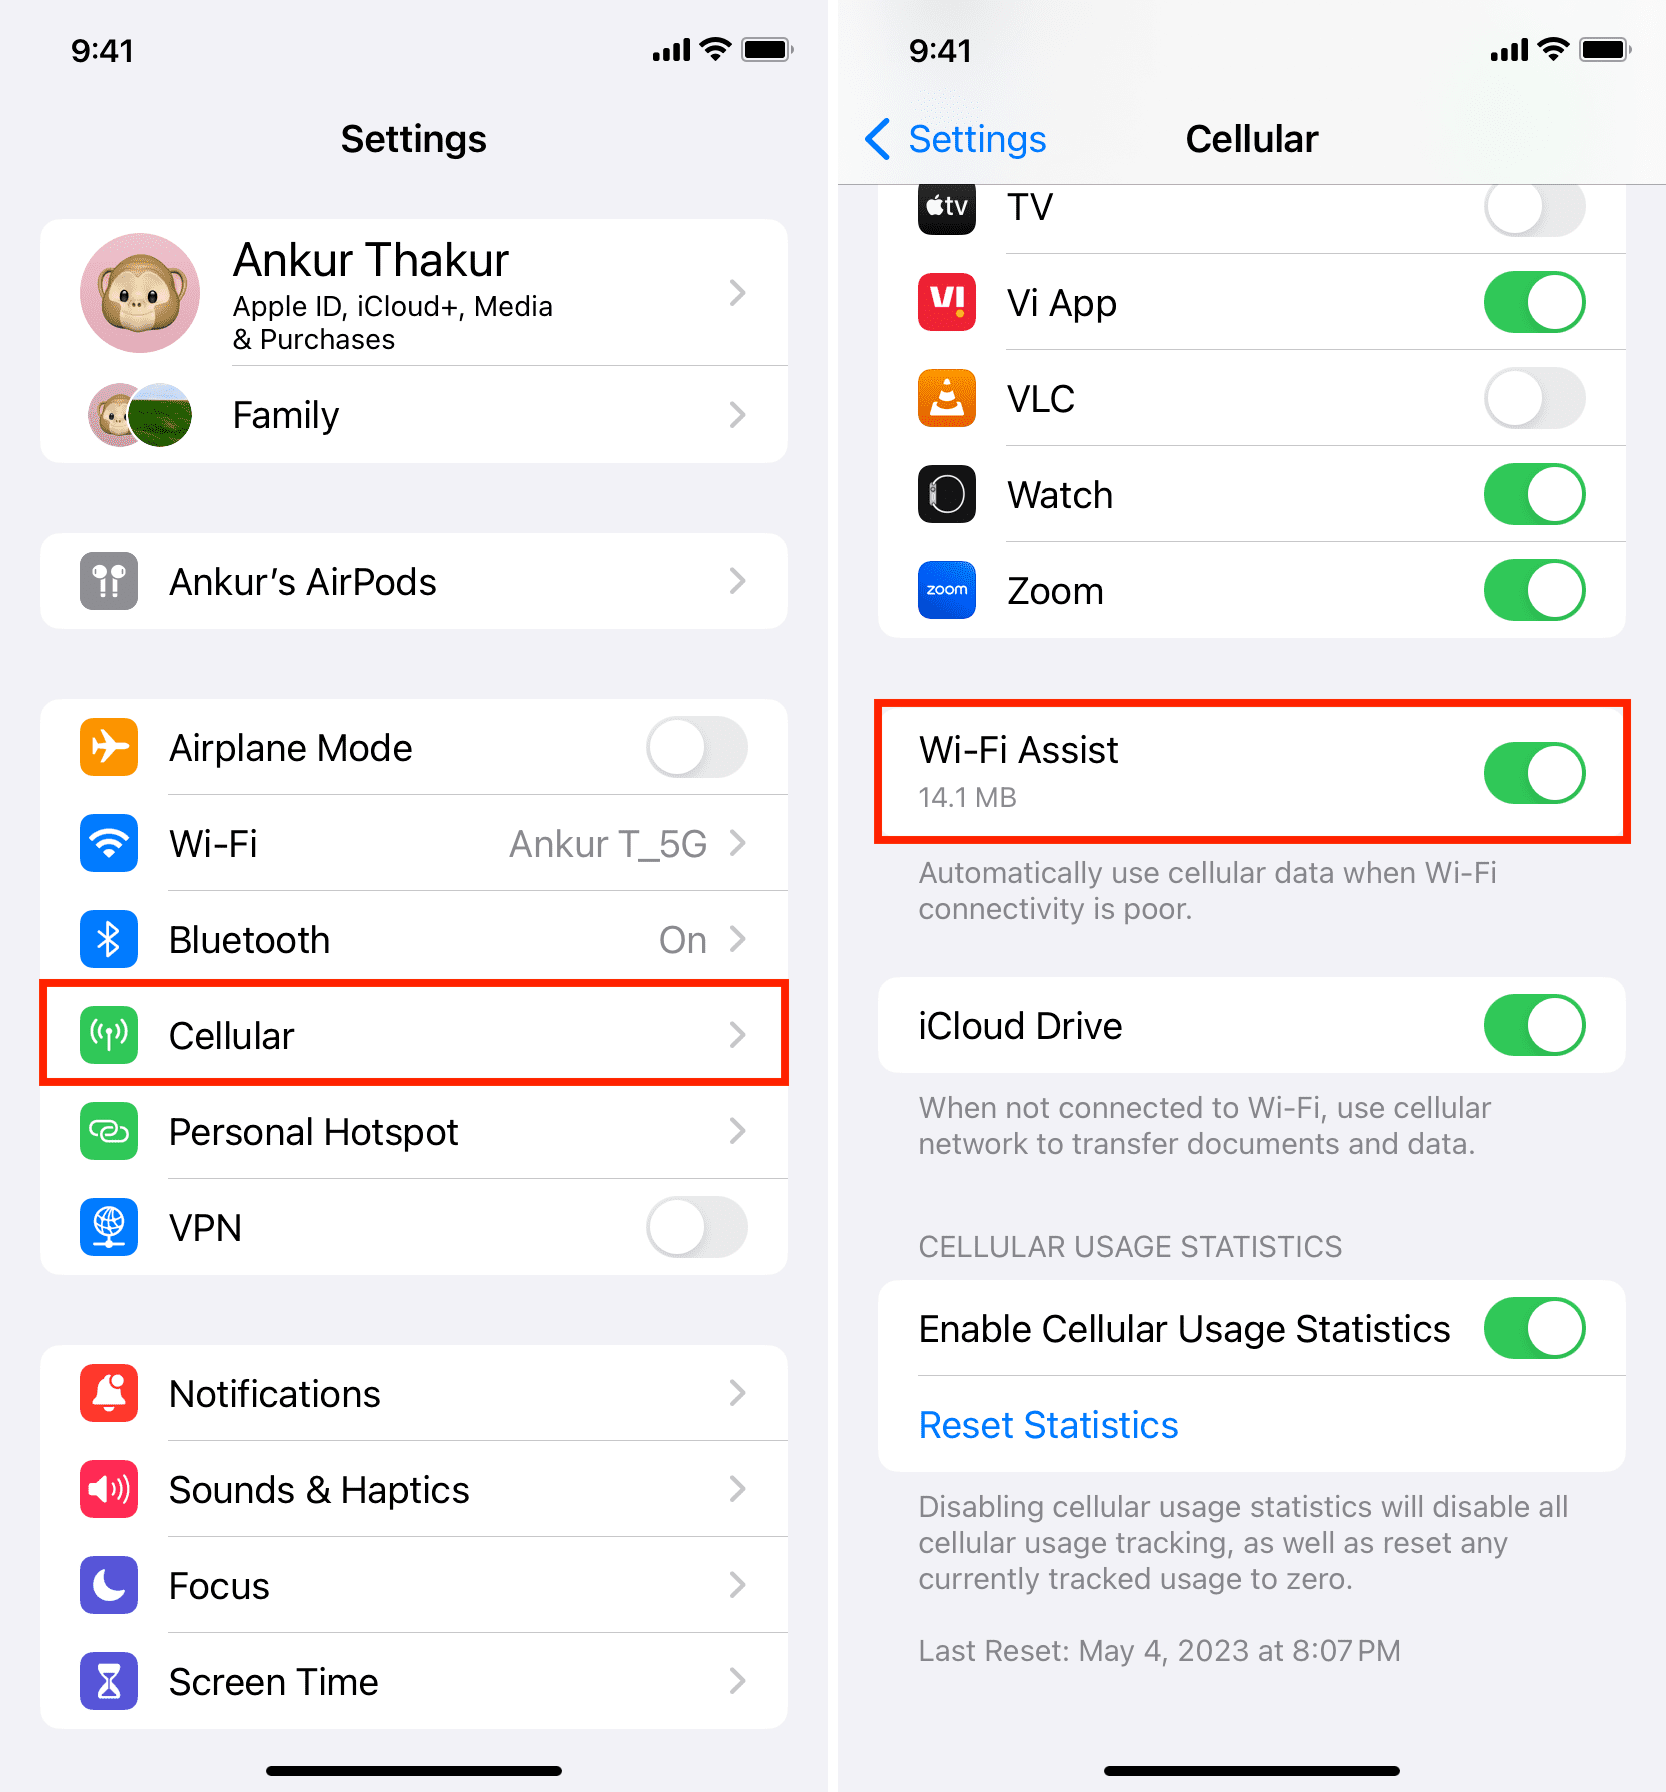 9:41
Settings
Ankur Thakur
Apple ID, iCloud+, Media
& Purchases
Family
Ankur’s AirPods
Airplane Mode
Wi-Fi Ankur T_5G
Bluetooth On
Cellular
Personal Hotspot
VPN
Notifications
Sounds & Haptics
Focus
Screen Time
9:41
Settings Cellular
tv TV
VI Vi App
VLC
Watch
zoom Zoom
Wi-Fi Assist
14.1 MB
Automatically use cellular data when Wi-Fi
connectivity is poor.
iCloud Drive
When not connected to Wi-Fi, use cellular
network to transfer documents and data.
CELLULAR USAGE STATISTICS
Enable Cellular Usage Statistics
Reset Statistics
Disabling cellular usage statistics will disable all
cellular usage tracking, as well as reset any
currently tracked usage to zero.
Last Reset: May 4, 2023 at 8:07 PM